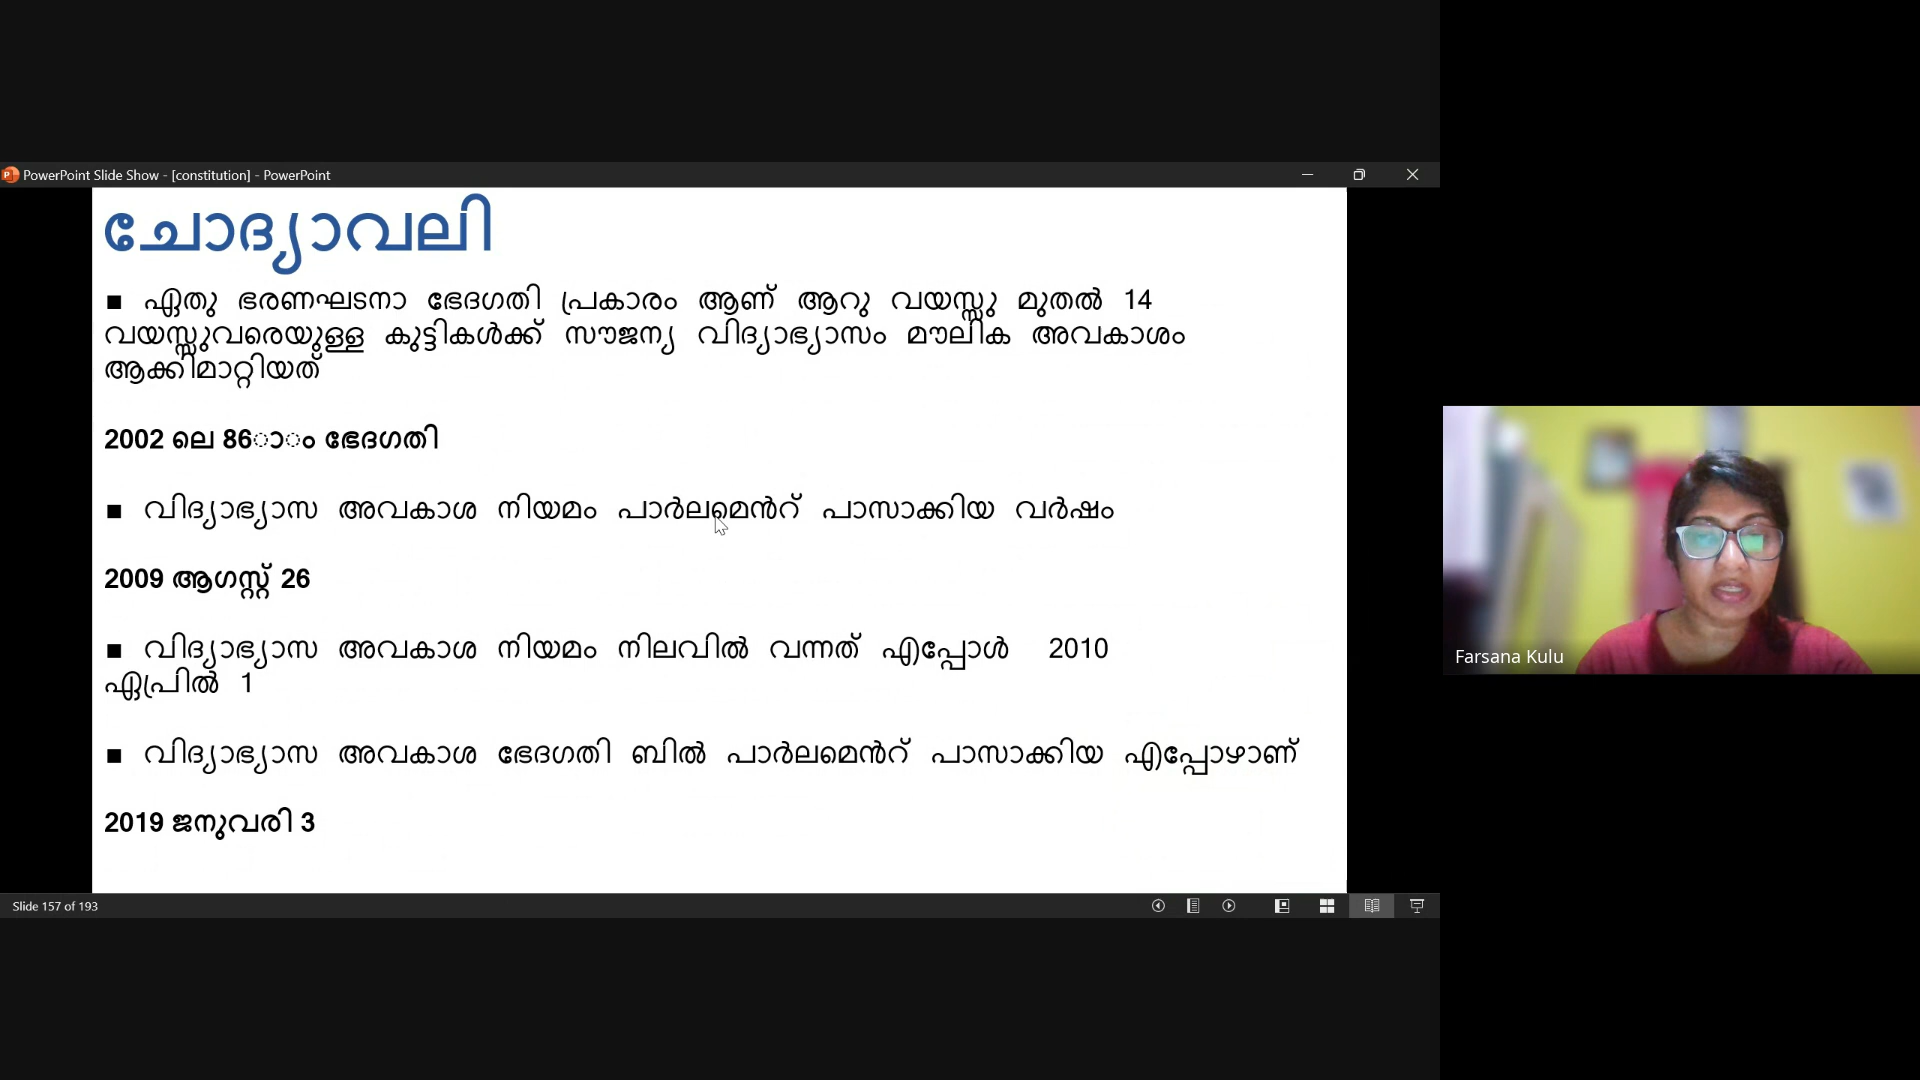 PowerPoint Slide Show - [constitution] - PowerPoint
ചോദ്യാവലി
■ ഏതു ഭരണഘടനാ ഭേദഗതി പ്രകാരം ആണ് ആറു വയസ്സു മുതൽ 14
വയസ്സുവരെയുള്ള കുട്ടികൾക്ക് സൗജന്യ വിദ്യാഭ്യാസം മൗലിക അവകാശം
ആക്കിമാറ്റിയത്
2002 ലെ 86ാം ഭേദഗതി
■ വിദ്യാഭ്യാസ അവകാശ നിയമം പാർലമെൻറ് പാസാക്കിയ വർഷം
2009 ആഗസ്റ്റ് 26
■ വിദ്യാഭ്യാസ അവകാശ നിയമം നിലവിൽ വന്നത് എപ്പോൾ 2010
ഏപ്രിൽ 1
■ വിദ്യാഭ്യാസ അവകാശ ഭേദഗതി ബിൽ പാർലമെൻറ് പാസാക്കിയ എപ്പോഴാണ്
2019 ജനുവരി 3
Farsana Kulu
Slide 157 of 193